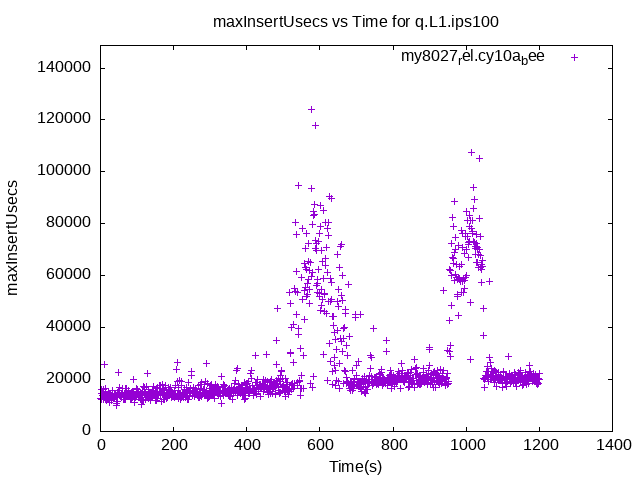 maxInsertUsecs vs Time for q.L1.ips100
my8027rel.cy10abee
140000
120000
100000
80000
60000
40000
20000
0
maxInsertUsecs
0 200 400 600 800 1000 1200 1400
Time(s)